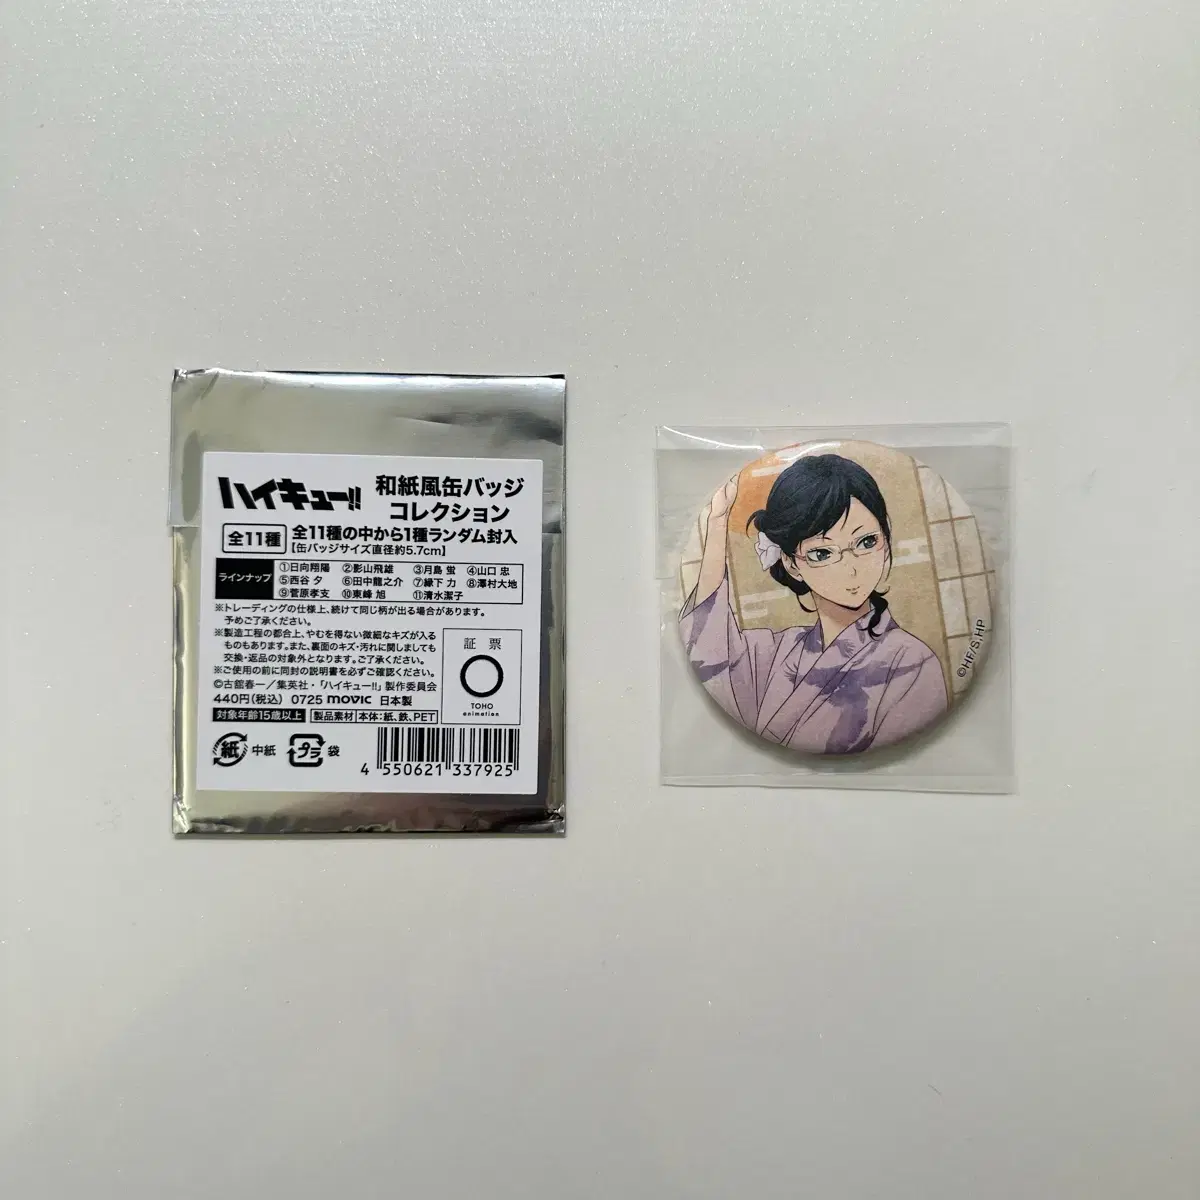 ハイキュー!!
和紙風缶バッジ
コレクション
全11種
全11種の中から1種ランダム封入
【缶バッジサイズ直径約5.7cm】
ラインナップ
①日向翔陽 ②影山飛雄 ③月島 蛍 ④山口 忠
⑤西谷 夕 ⑥田中龍之介 ⑦縁下 力 ⑧澤村大地
⑨菅原孝支 ⑩東峰 旭 ⑪清水潔子
※トレーディングの仕様上、続けて同じ柄が出る場合があります。
予めご了承ください。
※製造工程の都合上、やむを得ない微細なキズが入る
ものもあります。また、裏面のキズ・汚れに関しましても
交換・返品の対象外となります。ご了承ください。
※ご使用の前に同封の説明書を必ずご確認ください。
©古舘春一／集英社・「ハイキュー!!」製作委員会
440円(税込) 0725 movic 日本製
対象年齢15歳以上 製品素材 本体:紙、鉄、PET
紙 中紙 プラ 袋
証票
TOHO
animation
4 550621 337925
©HF/S,HP